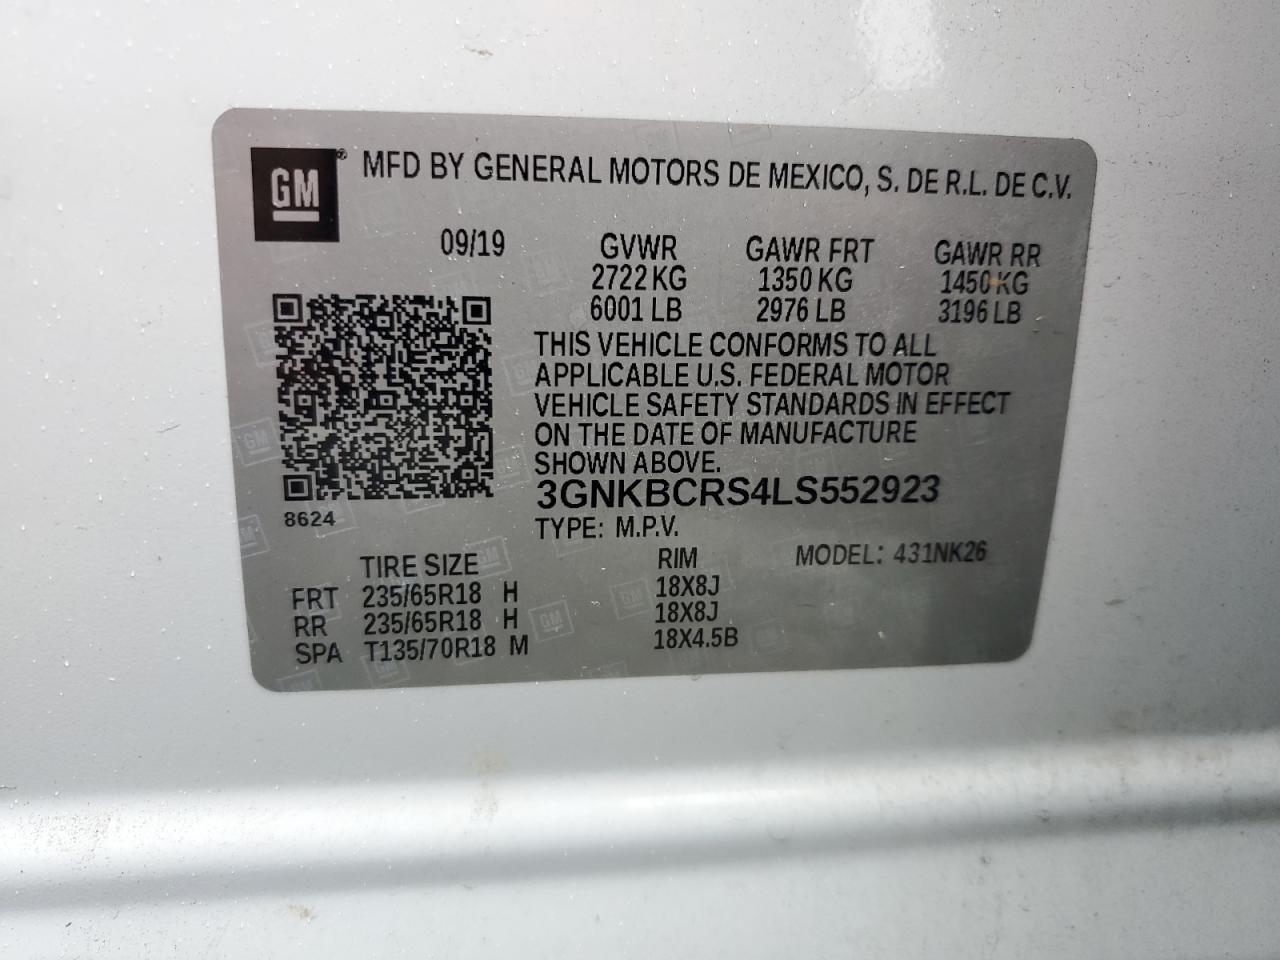 GM ® MFD BY GENERAL MOTORS DE MEXICO, S. DE R.L. DE C.V.
09/19 GVWR GAWR FRT GAWR RR
2722 KG 1350 KG 1450 KG
6001 LB 2976 LB 3196 LB
THIS VEHICLE CONFORMS TO ALL
APPLICABLE U.S. FEDERAL MOTOR
VEHICLE SAFETY STANDARDS IN EFFECT
ON THE DATE OF MANUFACTURE
SHOWN ABOVE.
3GNKBCRS4LS552923
8624
TYPE: M.P.V.
TIRE SIZE RIM MODEL: 431NK26
FRT 235/65R18 H 18X8J
RR 235/65R18 H 18X8J
SPA T135/70R18 M 18X4.5B